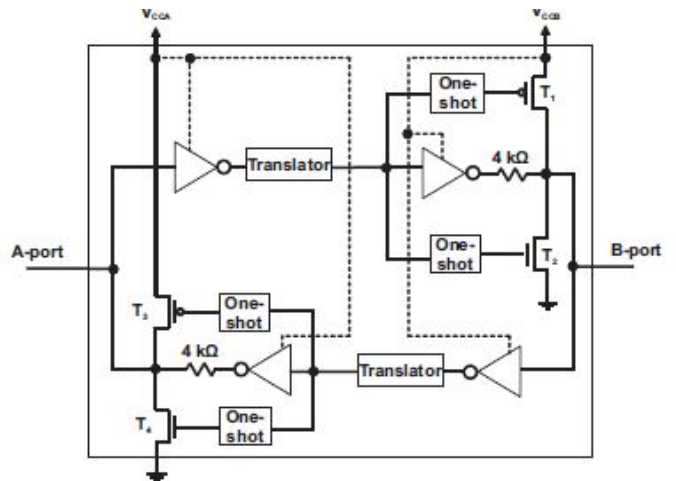 VCCA
VCCB
One-
shot
T1
Translator
4 kΩ
A-port
One-
shot
T2
B-port
T3
One-
shot
4 kΩ
Translator
T4
One-
shot